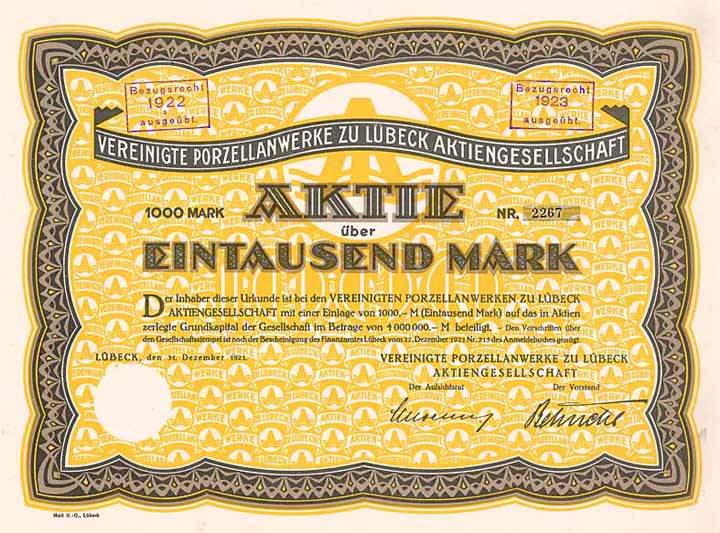 Bezugsrecht
1922
ausgeübt.
Bezugsrecht
1923
ausgeübt.
VEREINIGTE PORZELLANWERKE ZU LÜBECK AKTIENGESELLSCHAFT
1000 MARK AKTIE NR. 2267
über
EINTAUSEND MARK
Der Inhaber dieser Urkunde ist bei den VEREINIGTEN PORZELLANWERKEN ZU LÜBECK
AKTIENGESELLSCHAFT mit einer Einlage von 1000,– M (Eintausend Mark) auf das in Aktien
zerlegte Grundkapital der Gesellschaft im Betrage von 4000000.– M beteiligt. – Den Vorschriften über
den Gesellschaftsstempel ist nach der Bescheinigung des Finanzamtes Lübeck vom 27. Dezember 1921 Nr. 215 des Anmeldebuches genügt.
LÜBECK, den 31. Dezember 1921.
VEREINIGTE PORZELLANWERKE ZU LÜBECK
AKTIENGESELLSCHAFT
Der Aufsichtsrat Der Vorstand
Lübeck